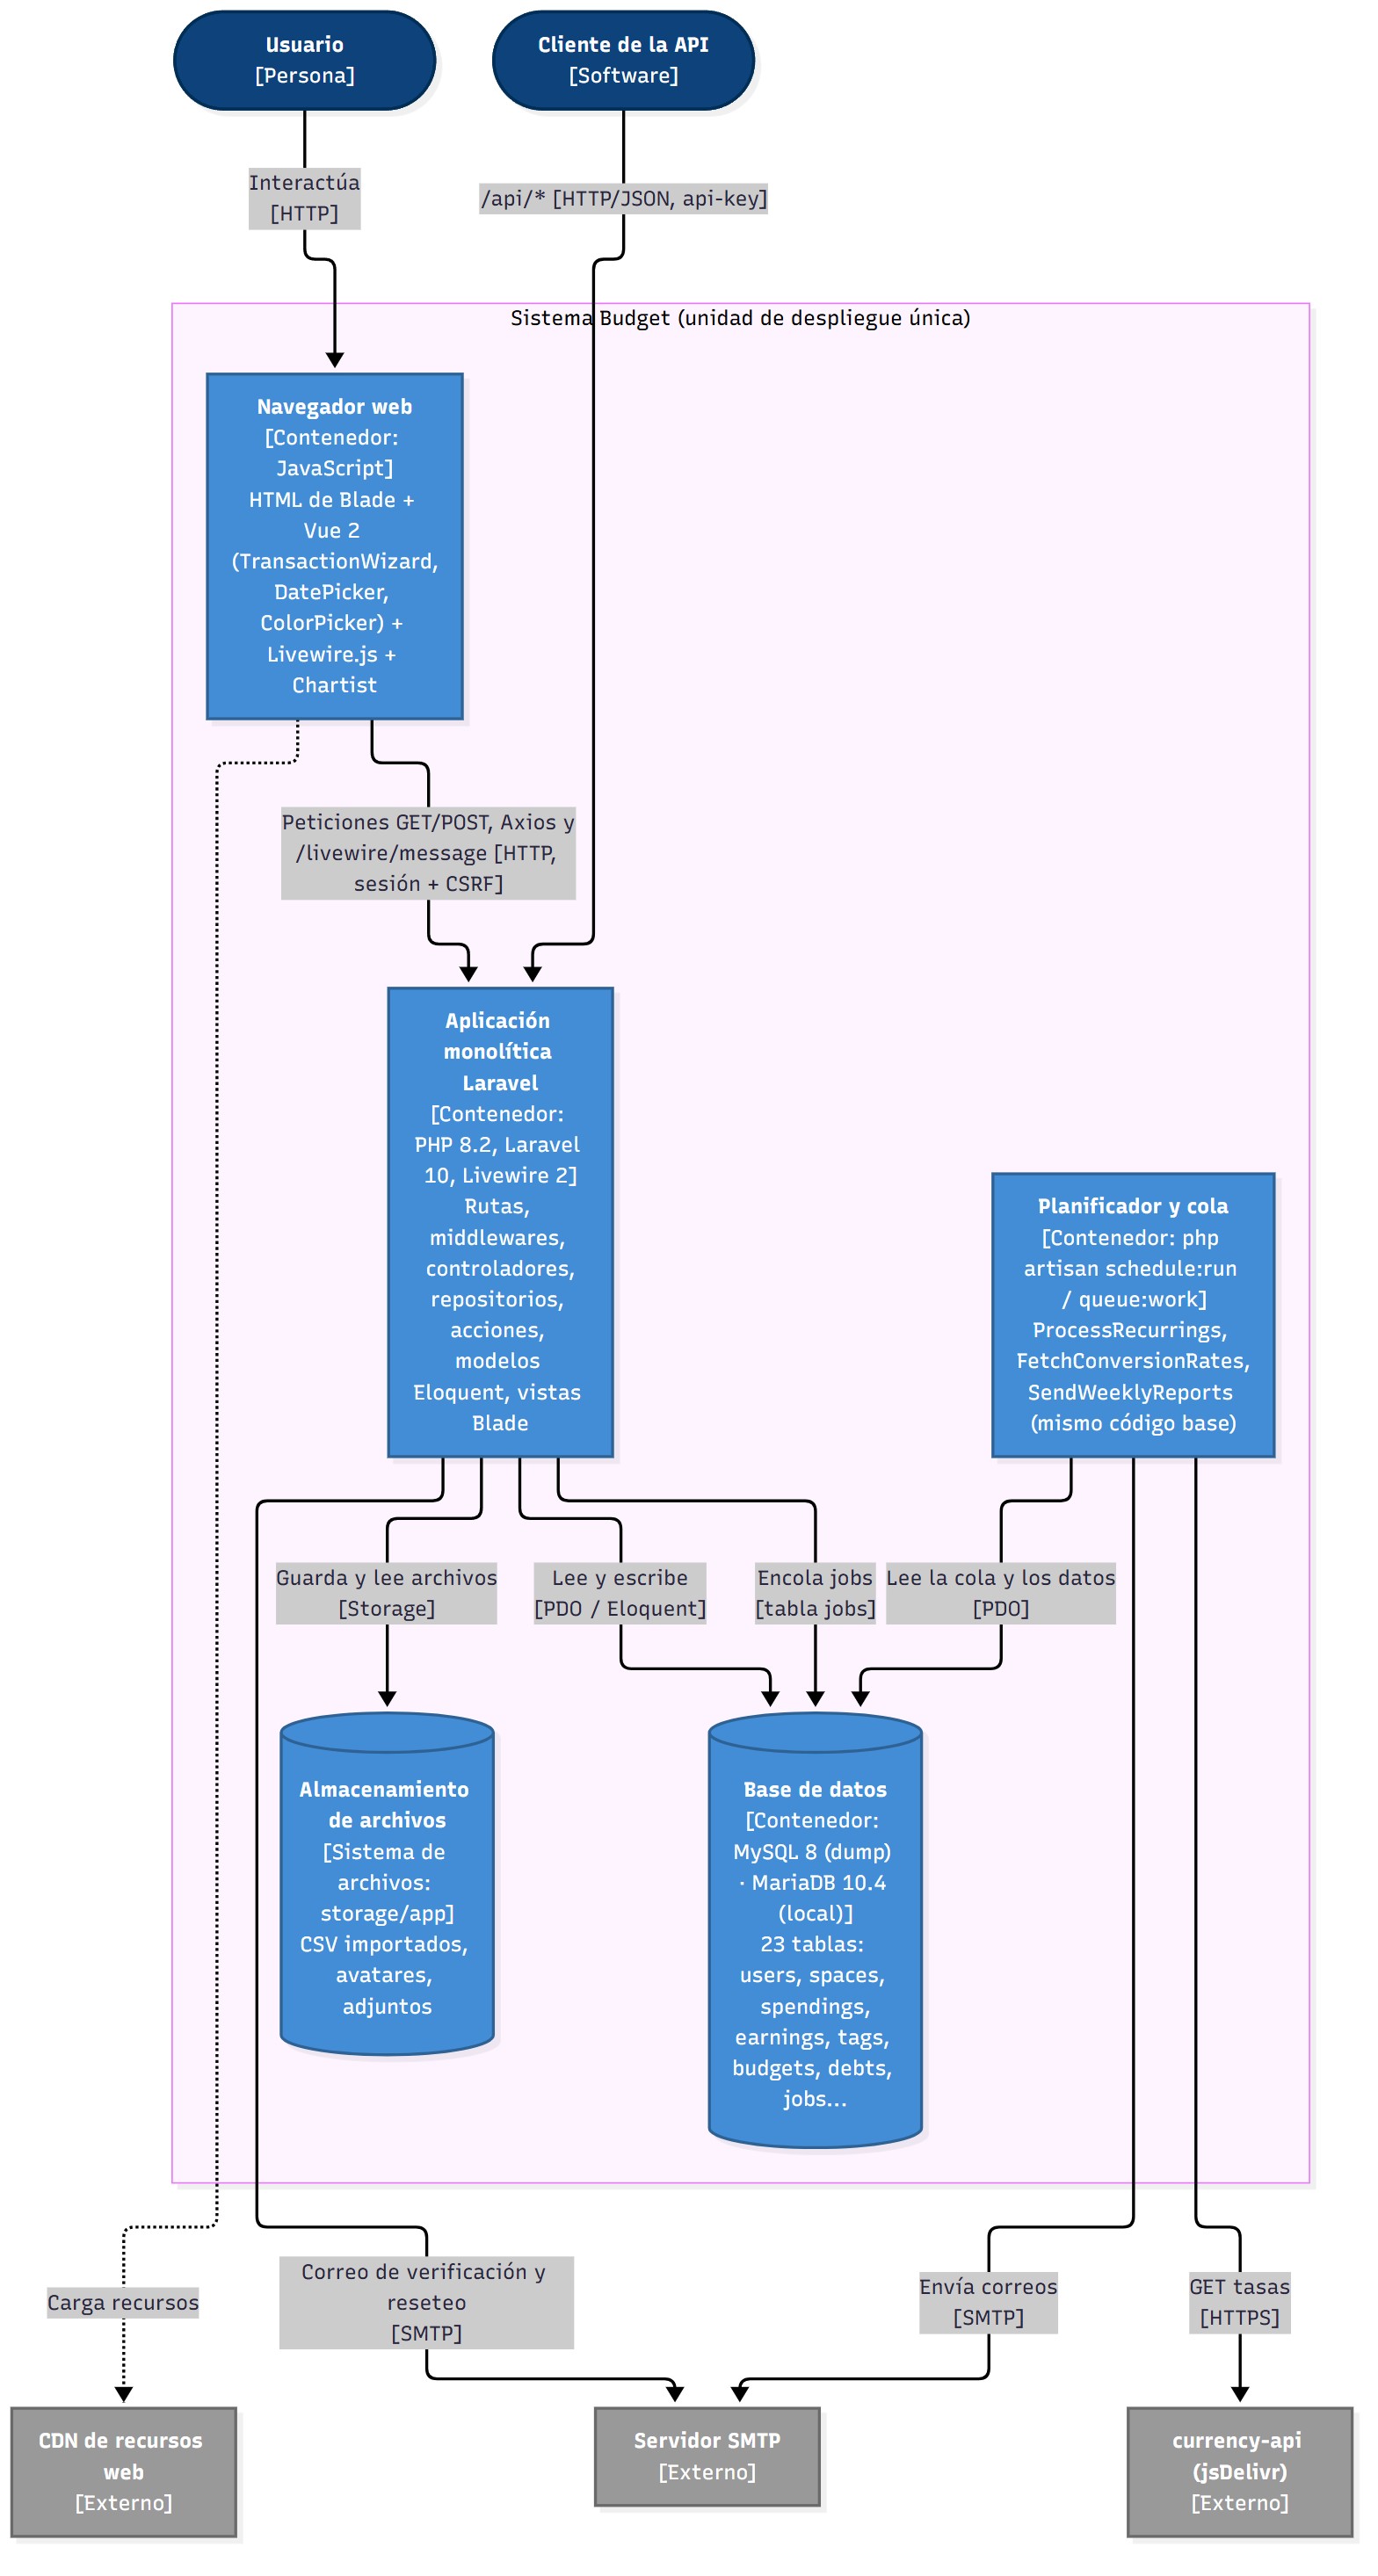 Usuario
[Persona]
Cliente de la API
[Software]
Interactúa
[HTTP]
/api/* [HTTP/JSON, api-key]
Sistema Budget (unidad de despliegue única)
Navegador web
[Contenedor:
JavaScript]
HTML de Blade +
Vue 2
(TransactionWizard,
DatePicker,
ColorPicker) +
Livewire.js +
Chartist
Peticiones GET/POST, Axios y
/livewire/message [HTTP,
sesión + CSRF]
Aplicación
monolítica
Laravel
[Contenedor:
PHP 8.2, Laravel
10, Livewire 2]
Rutas,
middlewares,
controladores,
repositorios,
acciones,
modelos
Eloquent, vistas
Blade
Planificador y cola
[Contenedor: php
artisan schedule:run
/ queue:work]
ProcessRecurrings,
FetchConversionRates,
SendWeeklyReports
(mismo código base)
Guarda y lee archivos
[Storage]
Lee y escribe
[PDO / Eloquent]
Encola jobs
[tabla jobs]
Lee la cola y los datos
[PDO]
Almacenamiento
de archivos
[Sistema de
archivos:
storage/app]
CSV importados,
avatares,
adjuntos
Base de datos
[Contenedor:
MySQL 8 (dump)
· MariaDB 10.4
(local)]
23 tablas:
users, spaces,
spendings,
earnings, tags,
budgets, debts,
jobs...
Carga recursos
Correo de verificación y
reseteo
[SMTP]
Envía correos
[SMTP]
GET tasas
[HTTPS]
CDN de recursos
web
[Externo]
Servidor SMTP
[Externo]
currency-api
(jsDelivr)
[Externo]